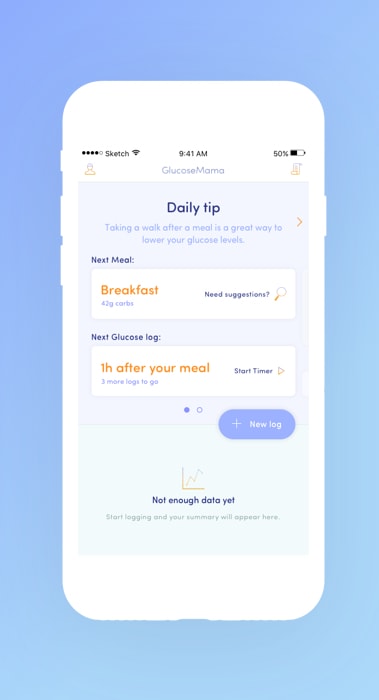 Sketch
9:41 AM
50%
GlucoseMama
Daily tip
Taking a walk after a meal is a great way to
lower your glucose levels.
Next Meal:
Breakfast
42g carbs
Need suggestions?
Next Glucose log:
1h after your meal
3 more logs to go
Start Timer
+ New log
Not enough data yet
Start logging and your summary will appear here.